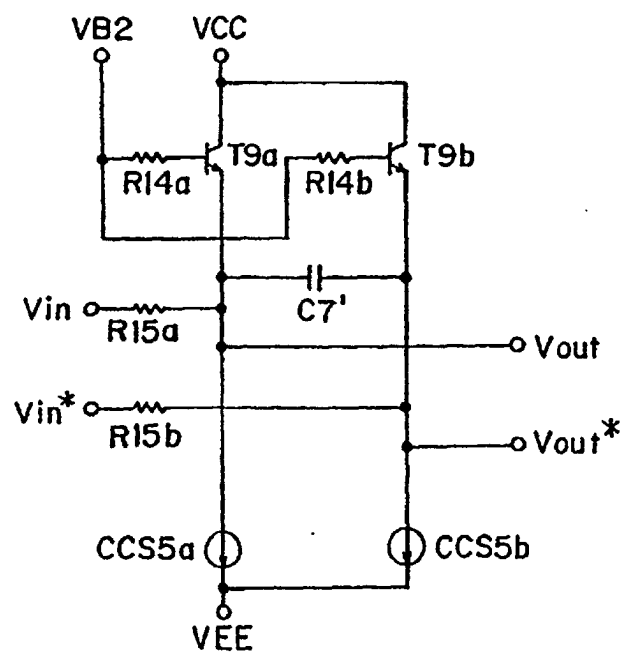 VB2 VCC
T9a T9b
R14a R14b
C7'
Vin
R15a
Vout
Vin*
R15b
Vout*
CCS5a CCS5b
VEE